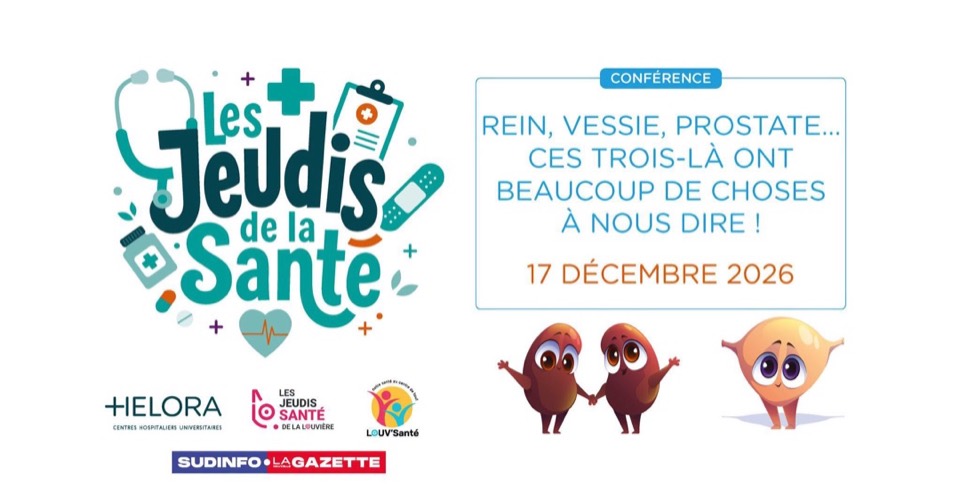 Les
Jeudis
de la
Santé
CONFÉRENCE
REIN, VESSIE, PROSTATE...
CES TROIS-LÀ ONT
BEAUCOUP DE CHOSES
À NOUS DIRE !
17 DÉCEMBRE 2026
HELORA
CENTRES HOSPITALIERS UNIVERSITAIRES
LES
JEUDIS
SANTÉ
DE LA LOUVIÈRE
LOUV'Santé
SUDINFO•LA GAZETTE